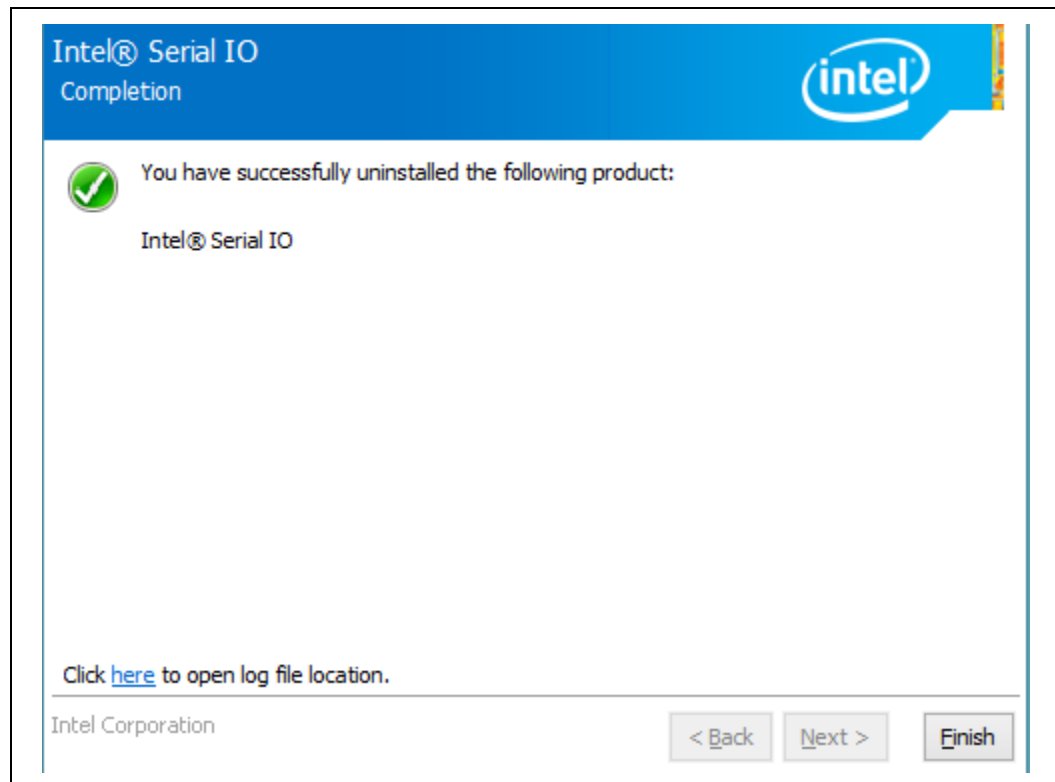 Intel® Serial IO
Completion
intel
You have successfully uninstalled the following product:
Intel® Serial IO
Click here to open log file location.
Intel Corporation
< Back Next > Finish